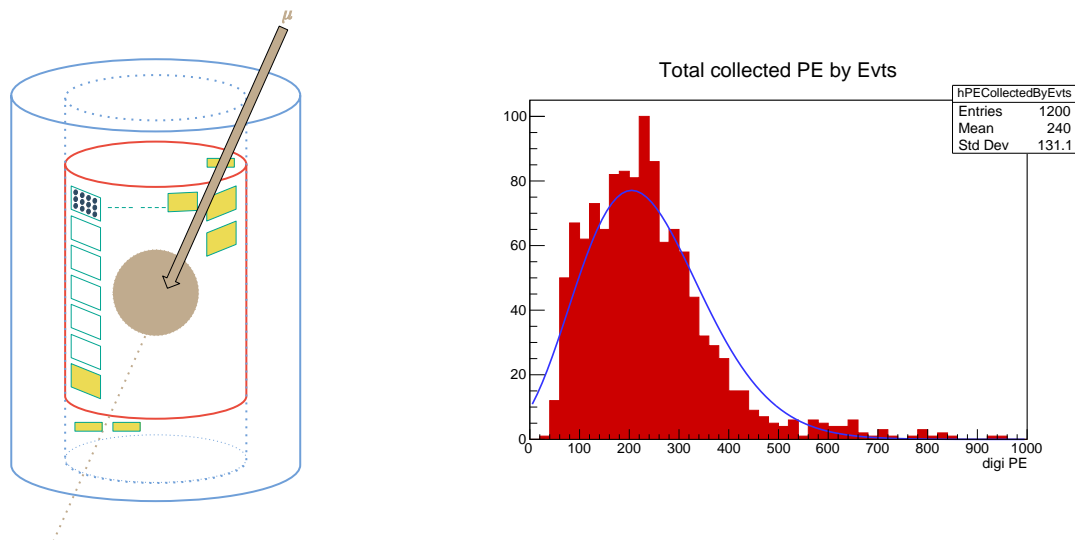 μ
Total collected PE by Evts
hPECollectedByEvts
Entries 1200
Mean 240
Std Dev 131.1
100
80
60
40
20
0
0 100 200 300 400 500 600 700 800 900 1000
digi PE